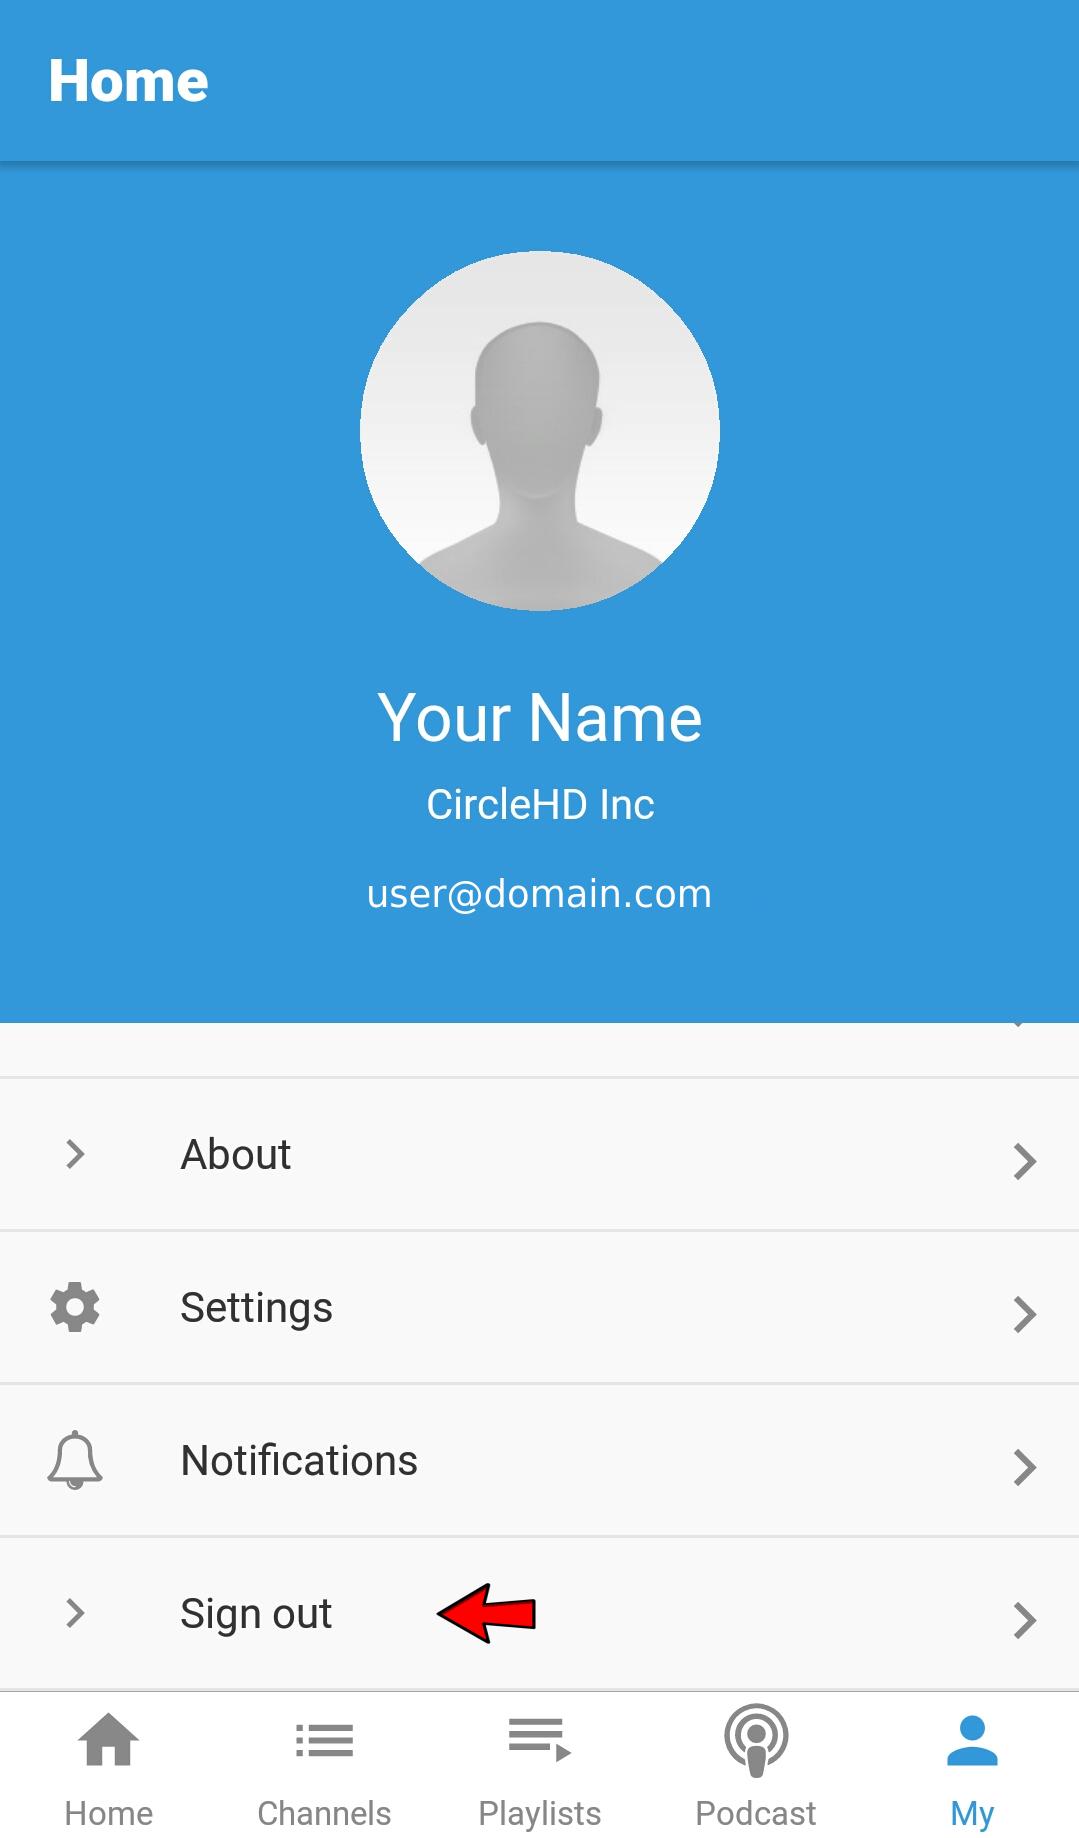 Home
Your Name
CircleHD Inc
user@domain.com
About
Settings
Notifications
Sign out
Home
Channels
Playlists
Podcast
My